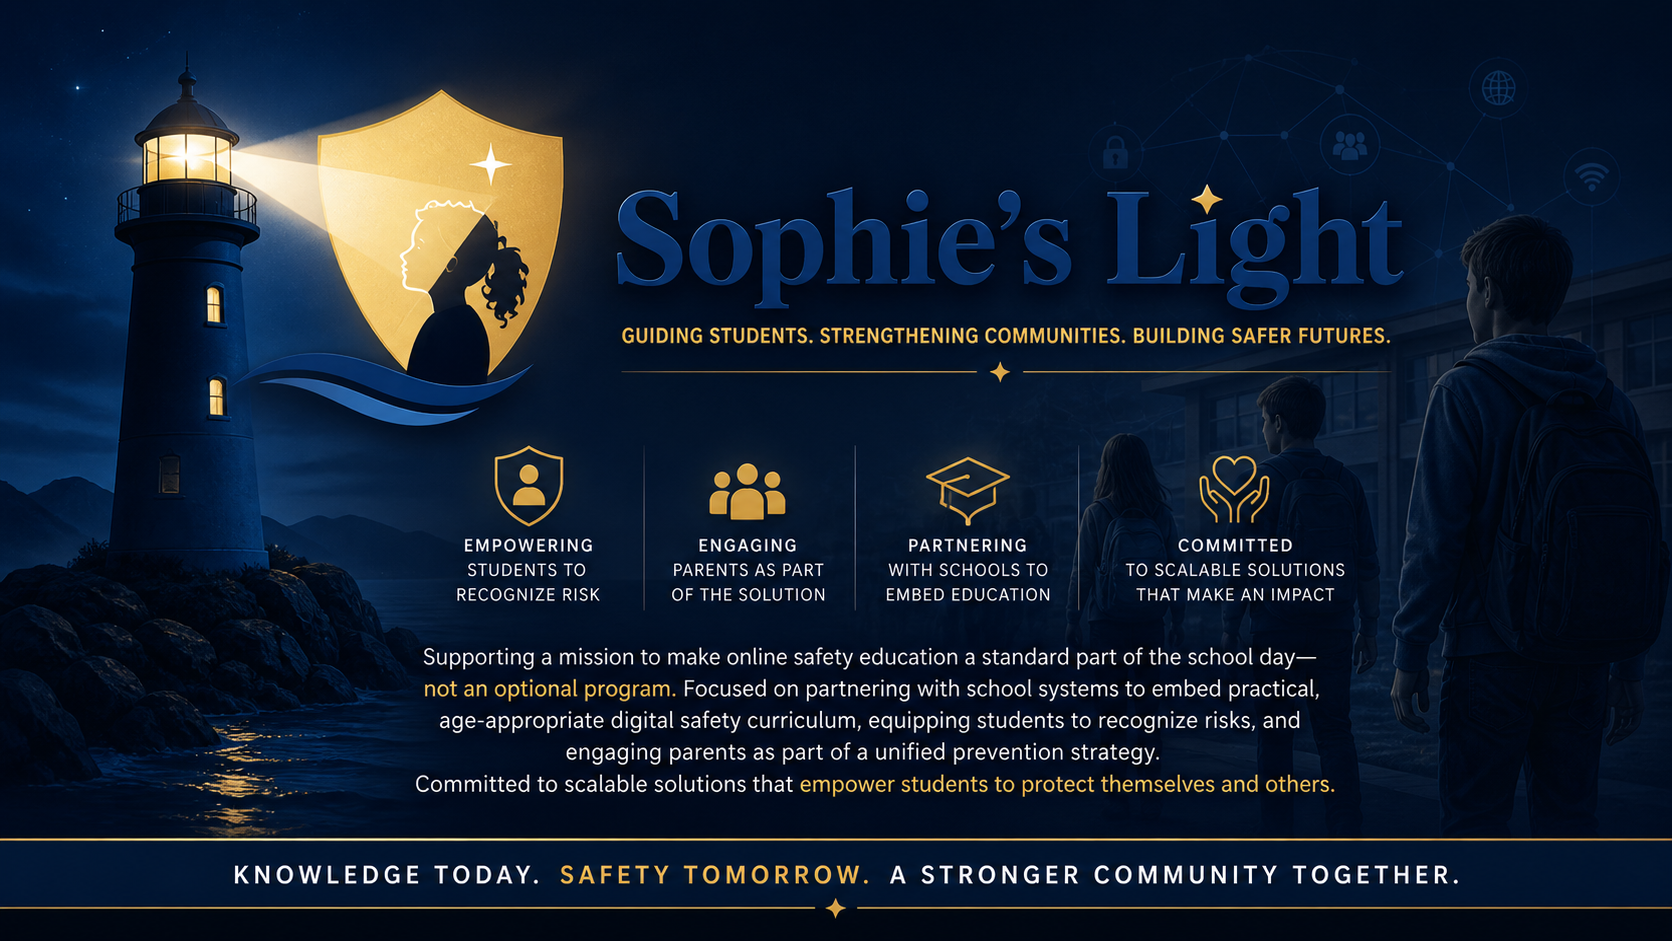 Sophie's Light
GUIDING STUDENTS. STRENGTHENING COMMUNITIES. BUILDING SAFER FUTURES.
EMPOWERING
STUDENTS TO
RECOGNIZE RISK
ENGAGING
PARENTS AS PART
OF THE SOLUTION
PARTNERING
WITH SCHOOLS TO
EMBED EDUCATION
COMMITTED
TO SCALABLE SOLUTIONS
THAT MAKE AN IMPACT
Supporting a mission to make online safety education a standard part of the school day—
not an optional program. Focused on partnering with school systems to embed practical,
age-appropriate digital safety curriculum, equipping students to recognize risks, and
engaging parents as part of a unified prevention strategy.
Committed to scalable solutions that empower students to protect themselves and others.
KNOWLEDGE TODAY. SAFETY TOMORROW. A STRONGER COMMUNITY TOGETHER.